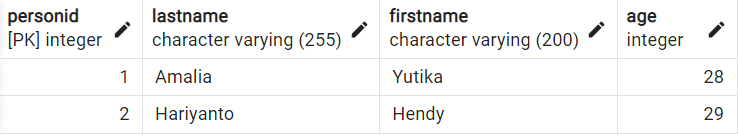 personid lastname firstname age
[PK] integer character varying (255) character varying (200) integer
1 Amalia Yutika 28
2 Hariyanto Hendy 29